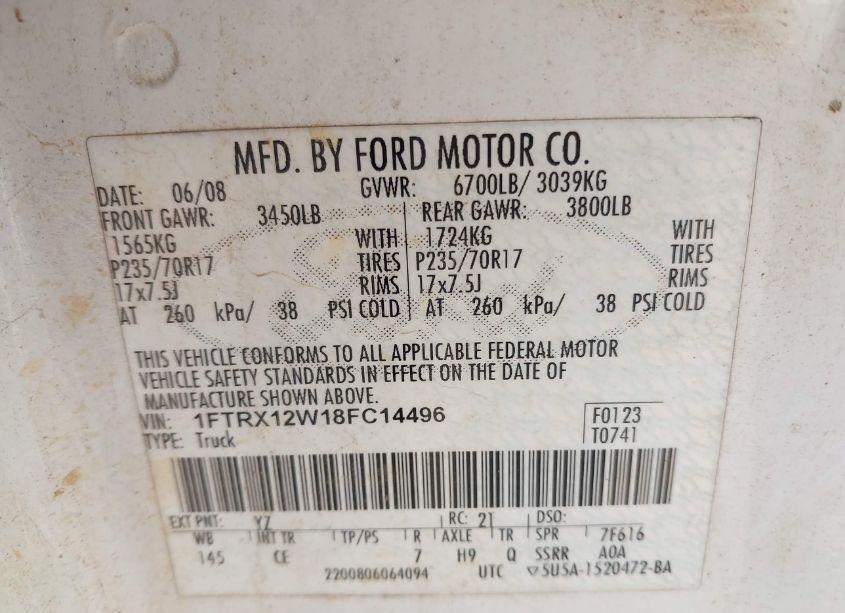 MFD. BY FORD MOTOR CO.
DATE: 06/08 GVWR: 6700LB/ 3039KG
FRONT GAWR: 3450LB REAR GAWR: 3800LB
1565KG WITH 1724KG WITH
P235/70R17 TIRES P235/70R17 TIRES
17x7.5J RIMS 17x7.5J RIMS
AT 260 kPa/ 38 PSI COLD AT 260 kPa/ 38 PSI COLD
THIS VEHICLE CONFORMS TO ALL APPLICABLE FEDERAL MOTOR
VEHICLE SAFETY STANDARDS IN EFFECT ON THE DATE OF
MANUFACTURE SHOWN ABOVE.
VIN: 1FTRX12W18FC14496 F0123
TYPE: Truck T0741
EXT PNT: YZ RC: 21 DSO:
WB INT TR TP/PS R AXLE TR SPR 7F616
145 CE 7 H9 Q SSRR A0A
2200806064094 UTC ▽5U5A-1520472-BA